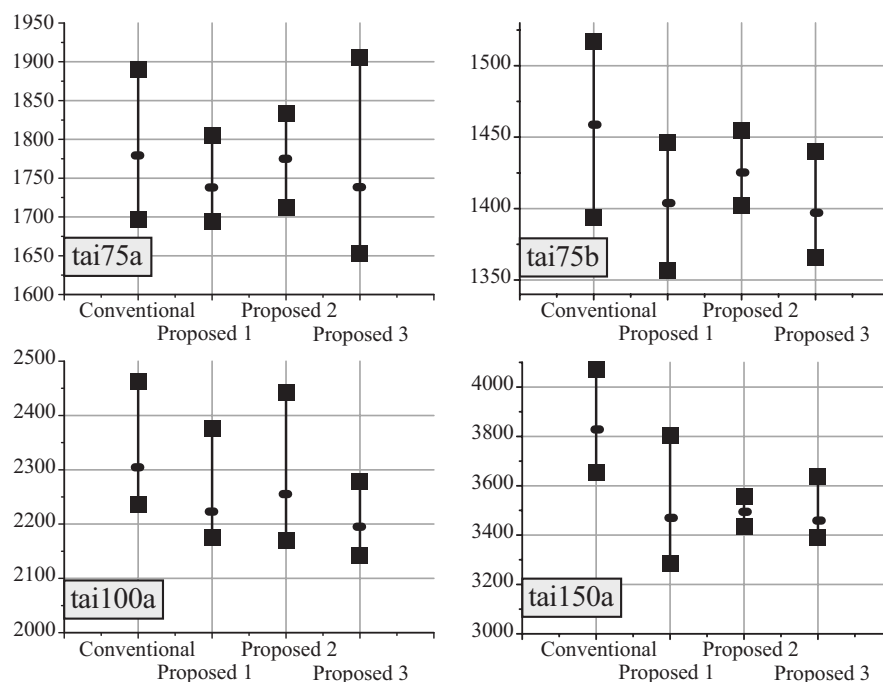 1950
1900
1850
1800
1750
1700
1650
1600
tai75a
Conventional
Proposed 1
Proposed 2
Proposed 3
1500
1450
1400
1350
tai75b
Conventional
Proposed 1
Proposed 2
Proposed 3
2500
2400
2300
2200
2100
2000
tai100a
Conventional
Proposed 1
Proposed 2
Proposed 3
4000
3800
3600
3400
3200
3000
tai150a
Conventional
Proposed 1
Proposed 2
Proposed 3